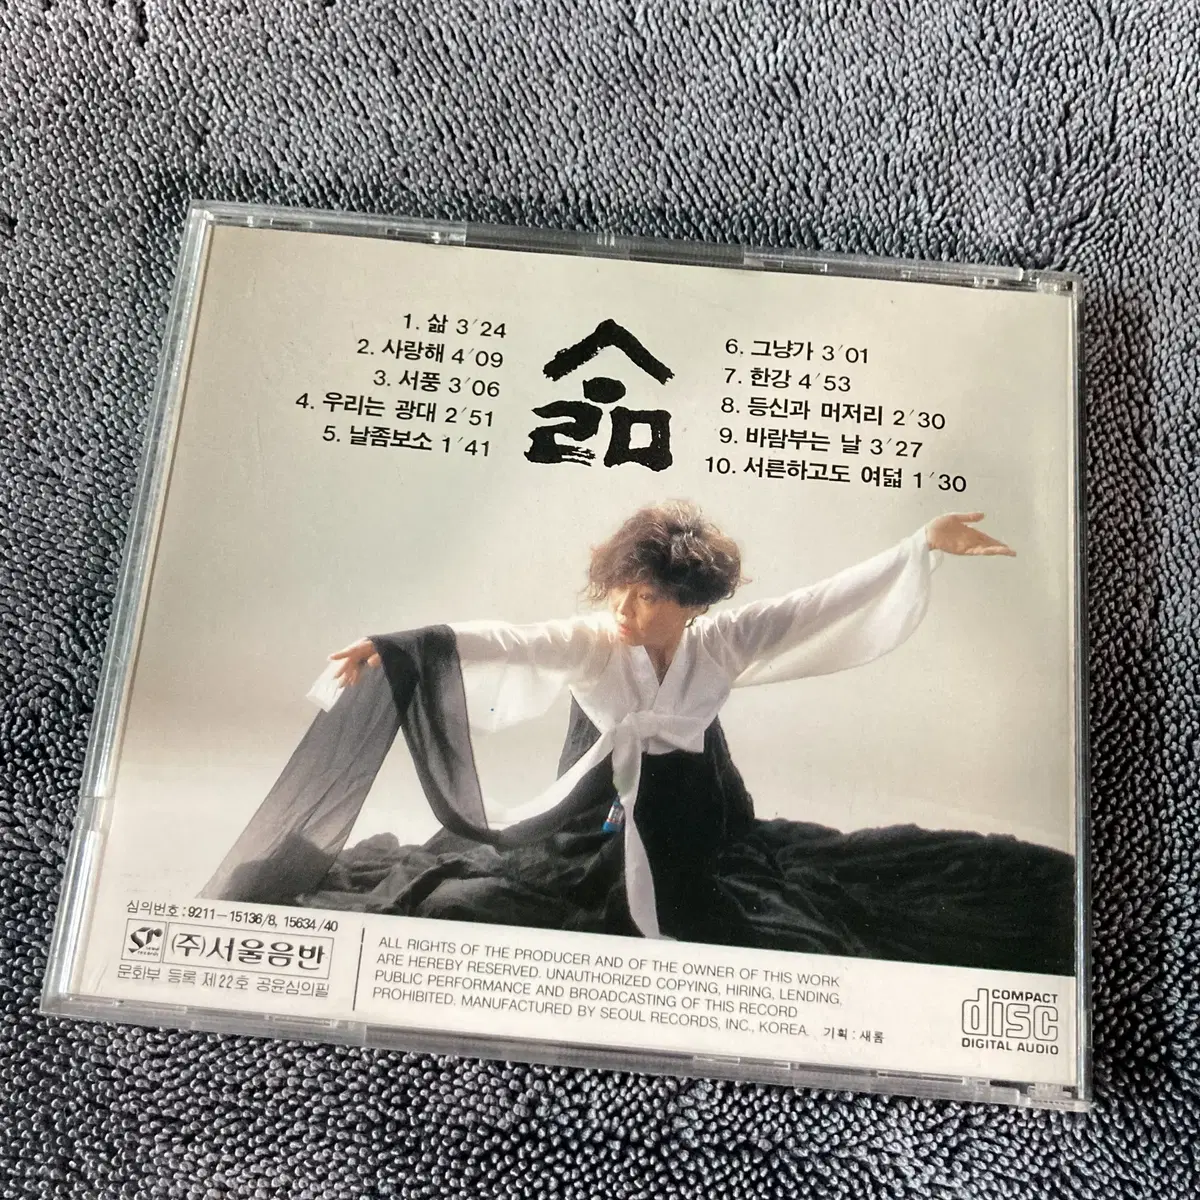 1. 삶 3´24
2. 사랑해 4´09
3. 서풍 3´06
4. 우리는 광대 2´51
5. 날좀보소 1´41
삶
6. 그냥가 3´01
7. 한강 4´53
8. 등신과 머저리 2´30
9. 바람부는 날 3´27
10. 서른하고도 여덟 1´30
심의번호 : 9211-15136/8, 15634/40
sr (주)서울음반
문화부 등록 제22호 공윤심의필
ALL RIGHTS OF THE PRODUCER AND OF THE OWNER OF THIS WORK
ARE HEREBY RESERVED. UNAUTHORIZED COPYING, HIRING, LENDING,
PUBLIC PERFORMANCE AND BROADCASTING OF THIS RECORD
PROHIBITED. MANUFACTURED BY SEOUL RECORDS, INC., KOREA. 기획 : 새롬
COMPACT
disc
DIGITAL AUDIO